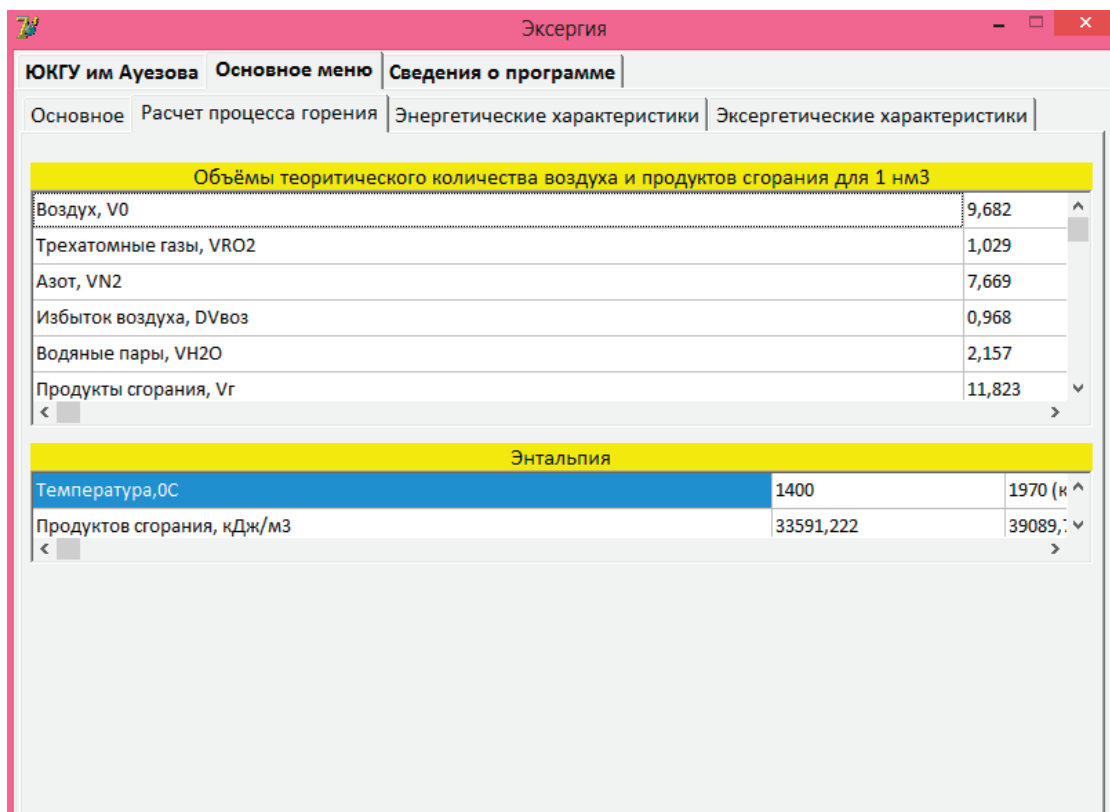 Эксергия
ЮКГУ им Ауезова Основное меню Сведения о программе
Основное Расчет процесса горения Энергетические характеристики Эксергетические характеристики
Объёмы теоритического количества воздуха и продуктов сгорания для 1 нм3
Воздух, V0 9,682
Трехатомные газы, VRO2 1,029
Азот, VN2 7,669
Избыток воздуха, DVвоз 0,968
Водяные пары, VH2O 2,157
Продукты сгорания, Vг 11,823
Энтальпия
Температура,0С 1400 1970 (к
Продуктов сгорания, кДж/м3 33591,222 39089,